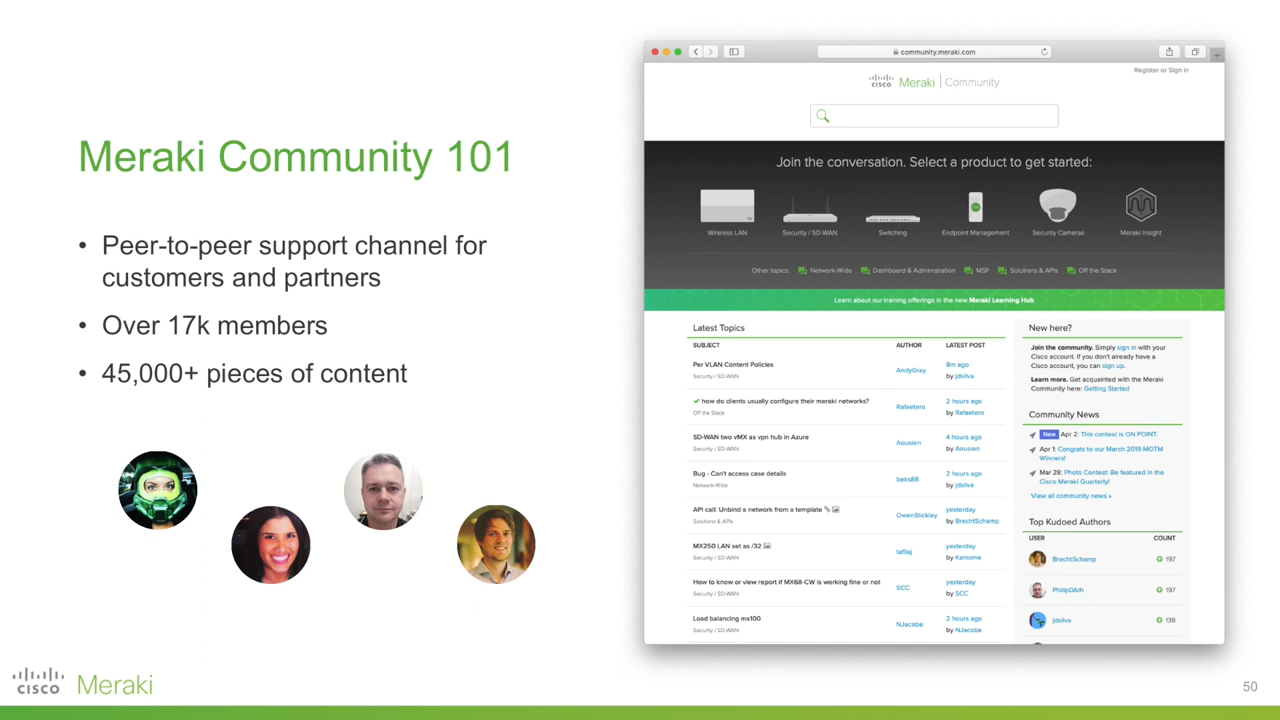 Meraki Community 101
• Peer-to-peer support channel for
customers and partners
• Over 17k members
• 45,000+ pieces of content
community.meraki.com
Register or Sign in
cisco Meraki Community
Join the conversation. Select a product to get started:
Wireless LAN Security / SD-WAN Switching Endpoint Management Security Cameras Meraki Insight
Other topics: Network-Wide Dashboard & Administration MSP Solutions & APIs Off the Stack
Learn about our training offerings in the new Meraki Learning Hub
Latest Topics
SUBJECT AUTHOR LATEST POST
Per VLAN Content Policies
Security / SD-WAN
AndyGray
8m ago
by jdsilva
how do clients usually configure their meraki networks?
Off the Stack
Rafaetero
2 hours ago
by Rafaetero
SD-WAN two vMX as vpn hub in Azure
Security / SD-WAN
Aousien
4 hours ago
by Aousien
Bug - Can't access case details
Network-Wide
beks88
2 hours ago
by jdsilva
API call: Unbind a network from a template
Solutions & APIs
OwenStickley
yesterday
by BrechtSchamp
MX250 LAN set as /32
Security / SD-WAN
yesterday
by Kamome
How to know or view report if MX68-CW is working fine or not
Security / SD-WAN
SCC
yesterday
by SCC
Load balancing mx100
Security / SD-WAN
NJacobe
2 hours ago
by NJacobe
New here?
Join the community. Simply sign in with your
Cisco account. If you don't already have a
Cisco account, you can sign up.
Learn more. Get acquainted with the Meraki
Community here: Getting Started
Community News
New Apr 2: This contest is ON POINT.
Apr 1: Congrats to our March 2019 MOTM
Winners!
Mar 28: Photo Contest: Be featured in the
Cisco Meraki Quarterly!
View all community news »
Top Kudoed Authors
USER COUNT
BrechtSchamp 197
PhilipDAth 197
jdsilva 138
cisco Meraki
50